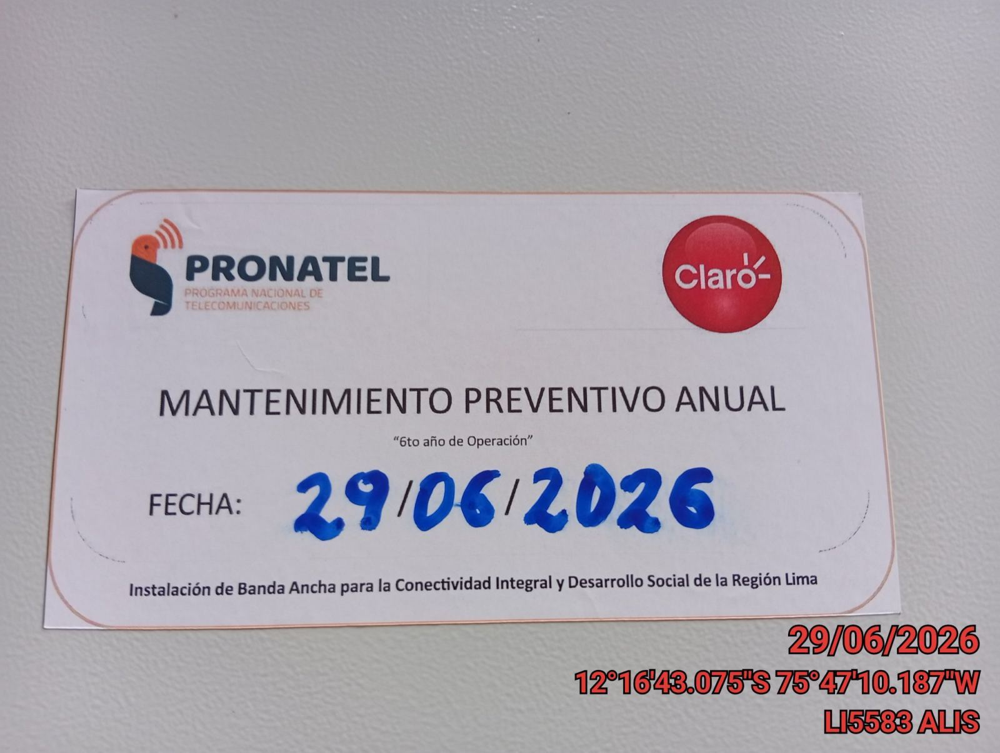 PRONATEL
PROGRAMA NACIONAL DE
TELECOMUNICACIONES
Claro
MANTENIMIENTO PREVENTIVO ANUAL
“6to año de Operación”
FECHA: 29/06/2026
Instalación de Banda Ancha para la Conectividad Integral y Desarrollo Social de la Región Lima
29/06/2026
12°16'43.075"S 75°47'10.187"W
LI5583 ALIS